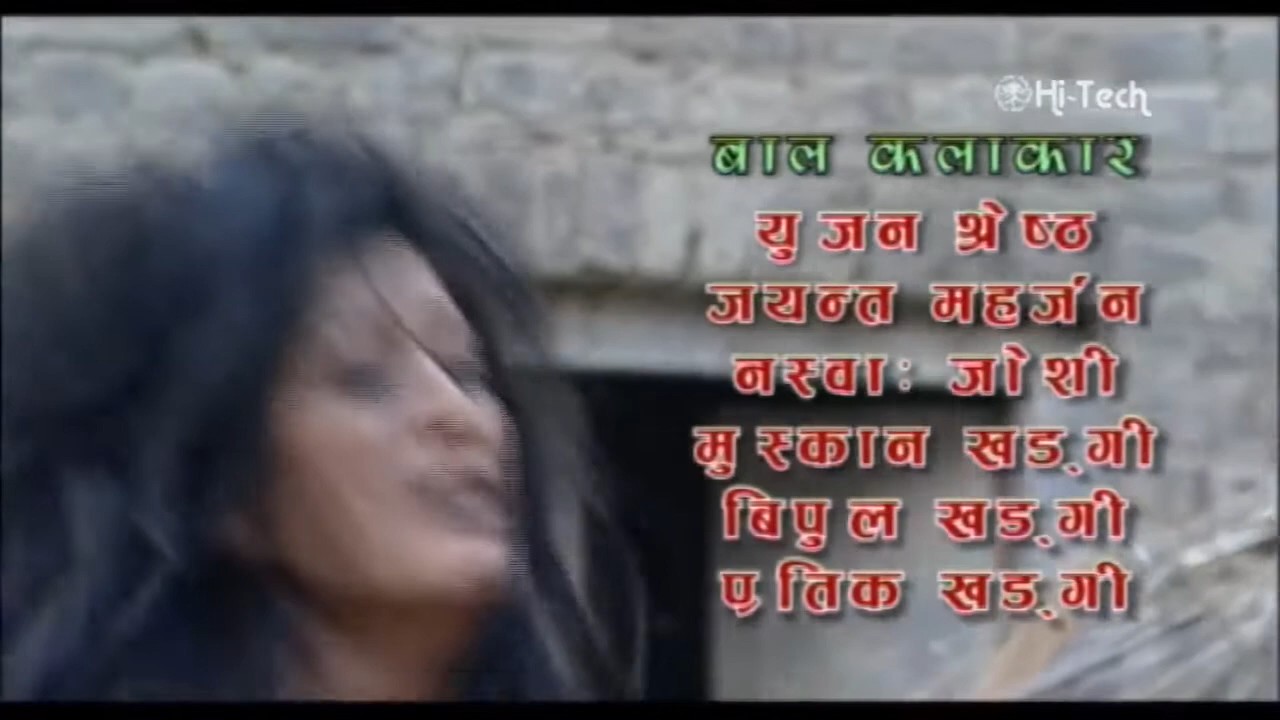 Hi-Tech
बाल कलाकार
युजन श्रेष्ठ
जयन्त महर्जन
नस्वाः जोशी
मुस्कान खड्गी
बिपुल खड्गी
एतिक खड्गी